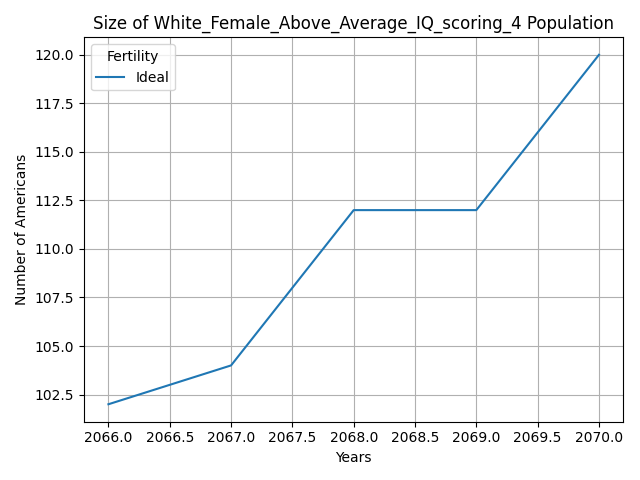 Size of White_Female_Above_Average_IQ_scoring_4 Population
Fertility
Ideal
120.0
117.5
115.0
112.5
110.0
107.5
105.0
102.5
Number of Americans
2066.0 2066.5 2067.0 2067.5 2068.0 2068.5 2069.0 2069.5 2070.0
Years